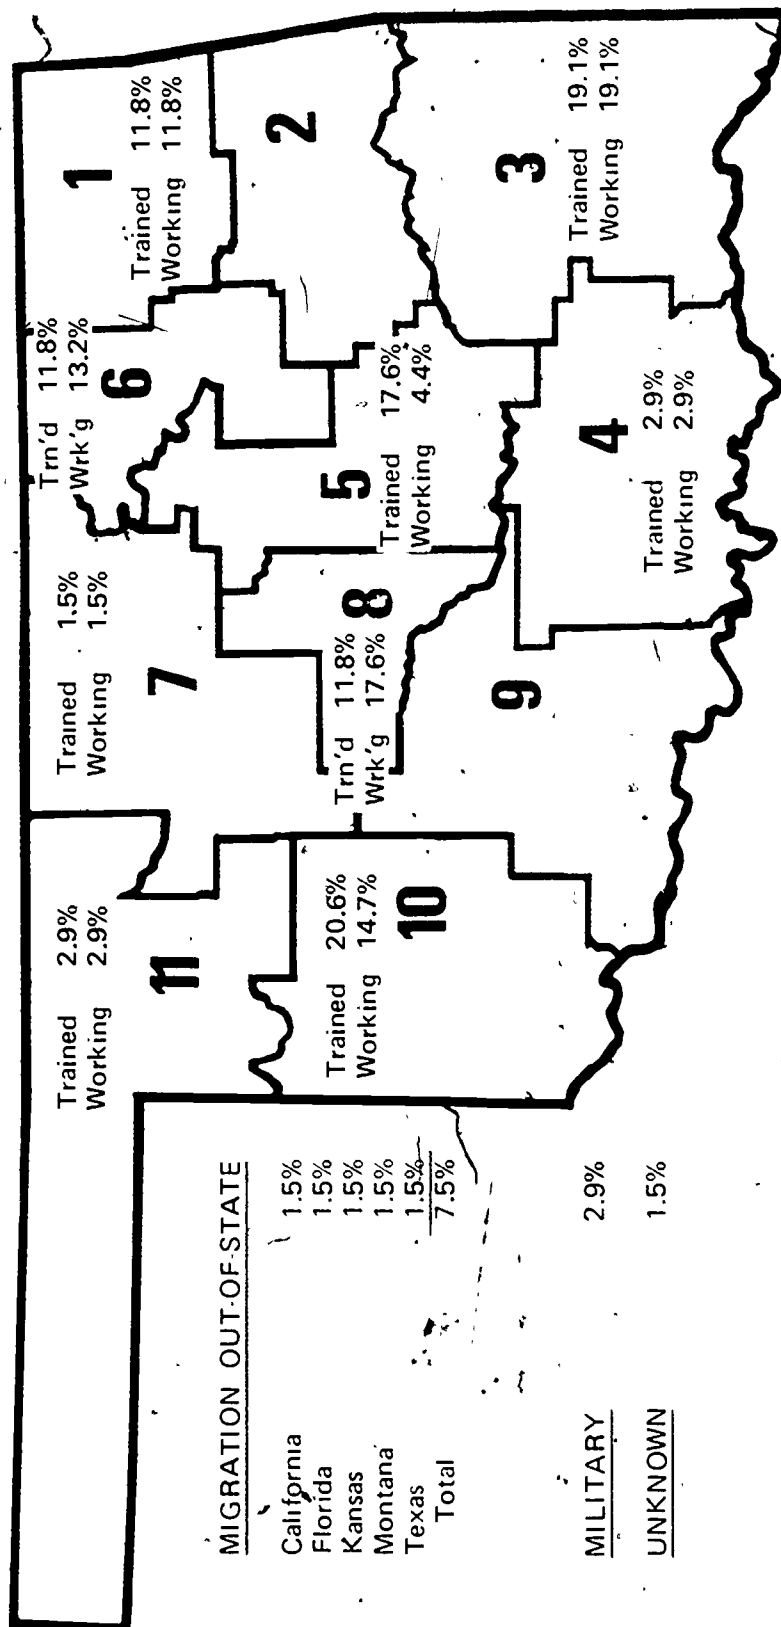 1
Trained 11.8%
Working 11.8%
2
3
Trained 19.1%
Working 19.1%
4
Trained 2.9%
Working 2.9%
5
Trained 17.6%
Working 4.4%
Trn'd 11.8%
Wrk'g 13.2%
6
Trained 1.5%
Working 1.5%
7
8
Trn'd 11.8%
Wrk'g 17.6%
9
Trained 20.6%
Working 14.7%
10
Trained 2.9%
Working 2.9%
11
MIGRATION OUT-OF-STATE
California 1.5%
Florida 1.5%
Kansas 1.5%
Montana 1.5%
Texas 1.5%
Total 7.5%
MILITARY 2.9%
UNKNOWN 1.5%